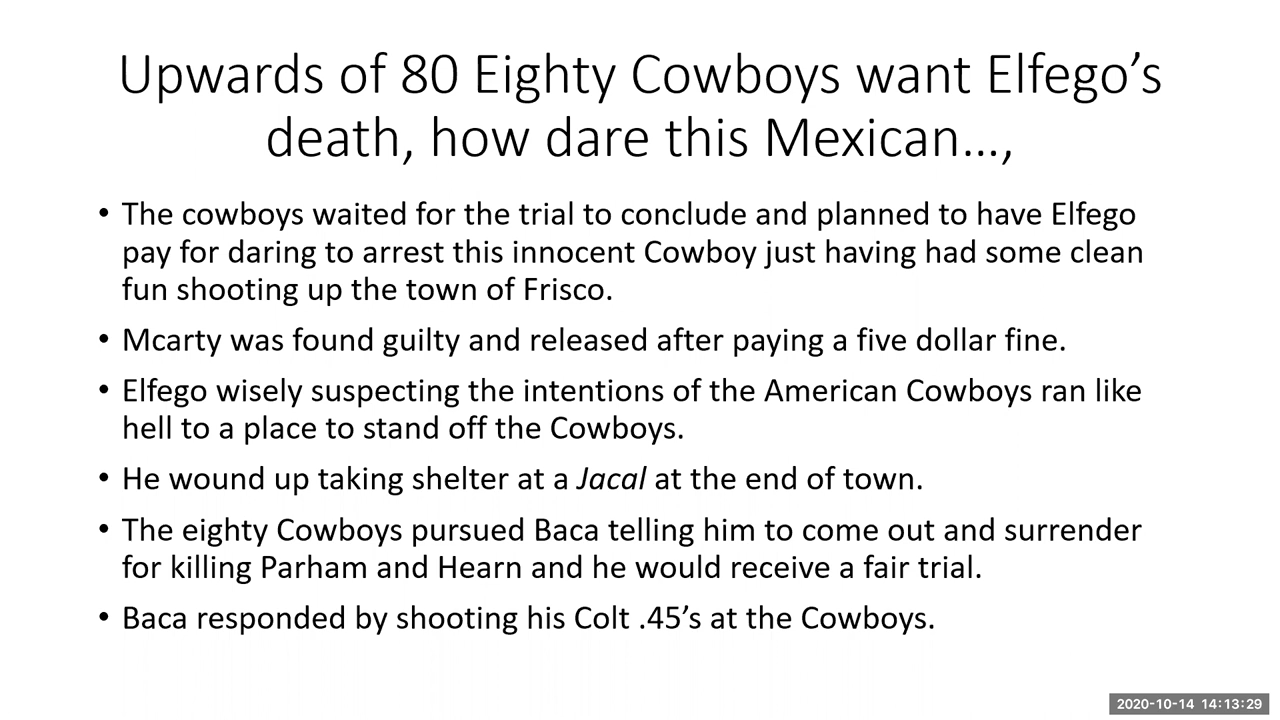 Upwards of 80 Eighty Cowboys want Elfego’s
death, how dare this Mexican…,
• The cowboys waited for the trial to conclude and planned to have Elfego
pay for daring to arrest this innocent Cowboy just having had some clean
fun shooting up the town of Frisco.
• Mcarty was found guilty and released after paying a five dollar fine.
• Elfego wisely suspecting the intentions of the American Cowboys ran like
hell to a place to stand off the Cowboys.
• He wound up taking shelter at a Jacal at the end of town.
• The eighty Cowboys pursued Baca telling him to come out and surrender
for killing Parham and Hearn and he would receive a fair trial.
• Baca responded by shooting his Colt .45’s at the Cowboys.
2020-10-14 14:13:29